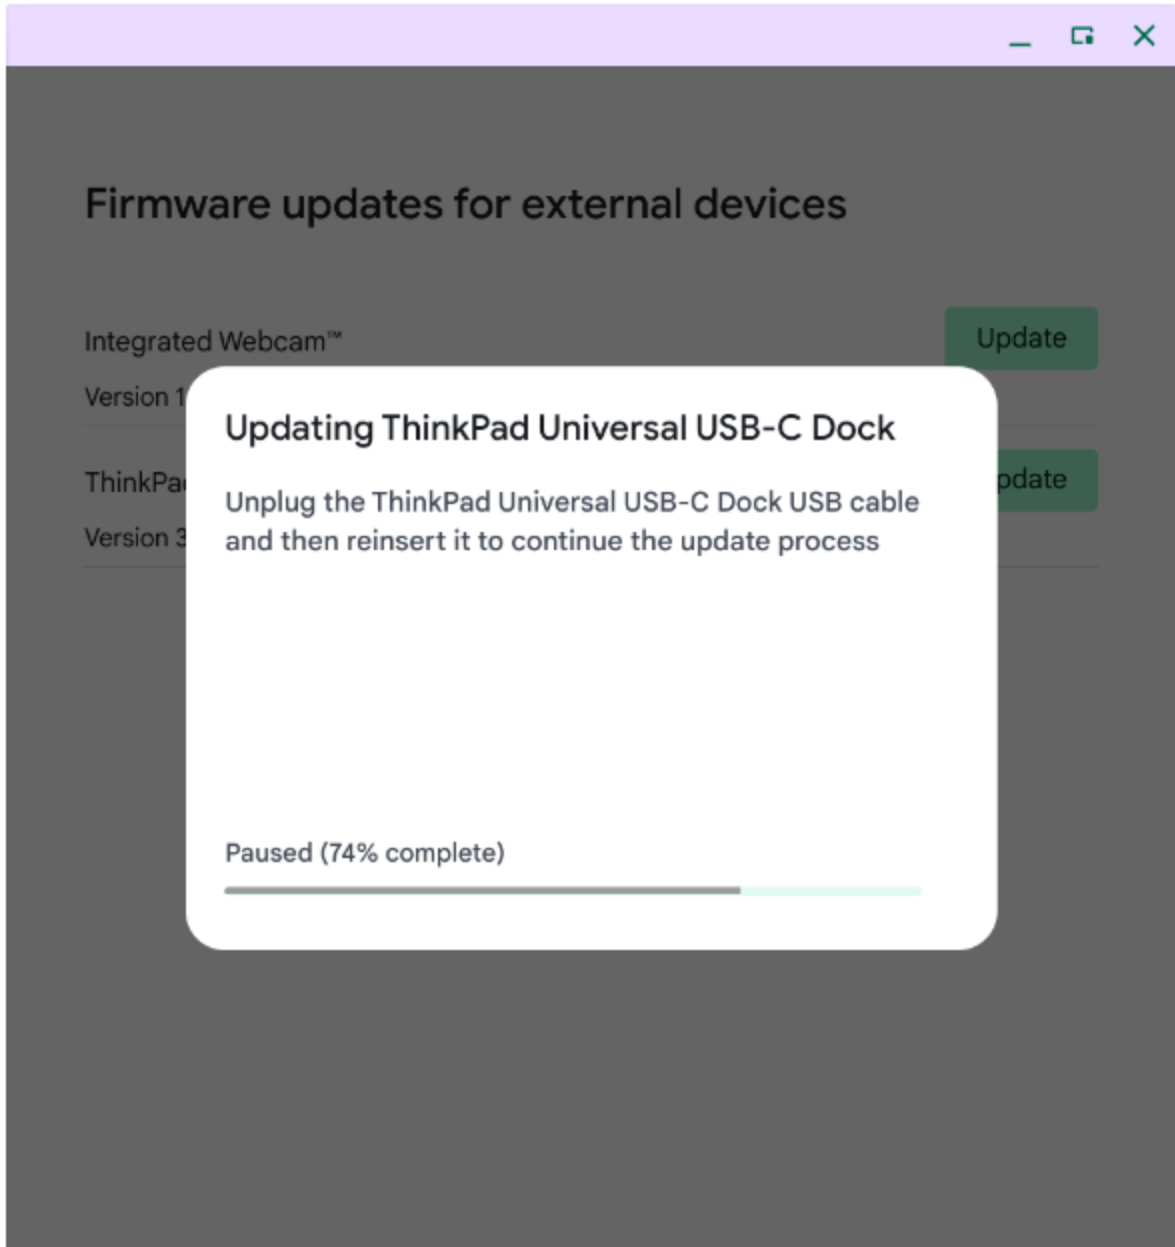 Firmware updates for external devices
Integrated Webcam™
Update
Version 1
Updating ThinkPad Universal USB-C Dock
Unplug the ThinkPad Universal USB-C Dock USB cable
and then reinsert it to continue the update process
ThinkPad
pdate
Version 3
Paused (74% complete)